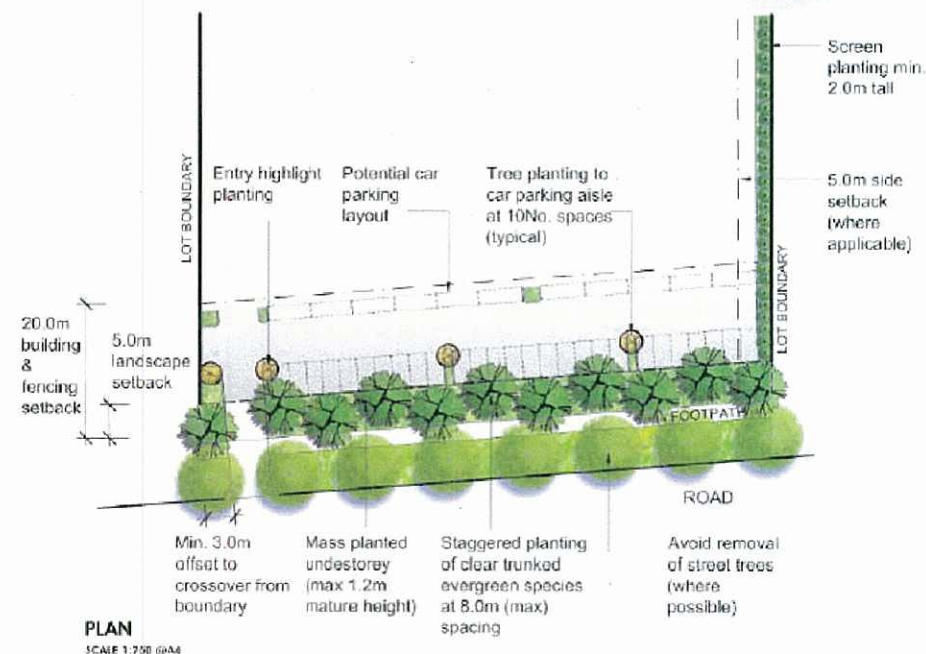 Screen
planting min.
2.0m tall
Entry highlight
planting
Potential car
parking
layout
Tree planting to
car parking aisle
at 10No. spaces
(typical)
5.0m side
setback
(where
applicable)
LOT BOUNDARY
LOT BOUNDARY
20.0m
building
&
fencing
setback
5.0m
landscape
setback
FOOTPATH
ROAD
Min. 3.0m
offset to
crossover from
boundary
Mass planted
undestorey
(max 1.2m
mature height)
Staggered planting
of clear trunked
evergreen species
at 8.0m (max)
spacing
Avoid removal
of street trees
(where
possible)
PLAN
SCALE 1:750 @A4